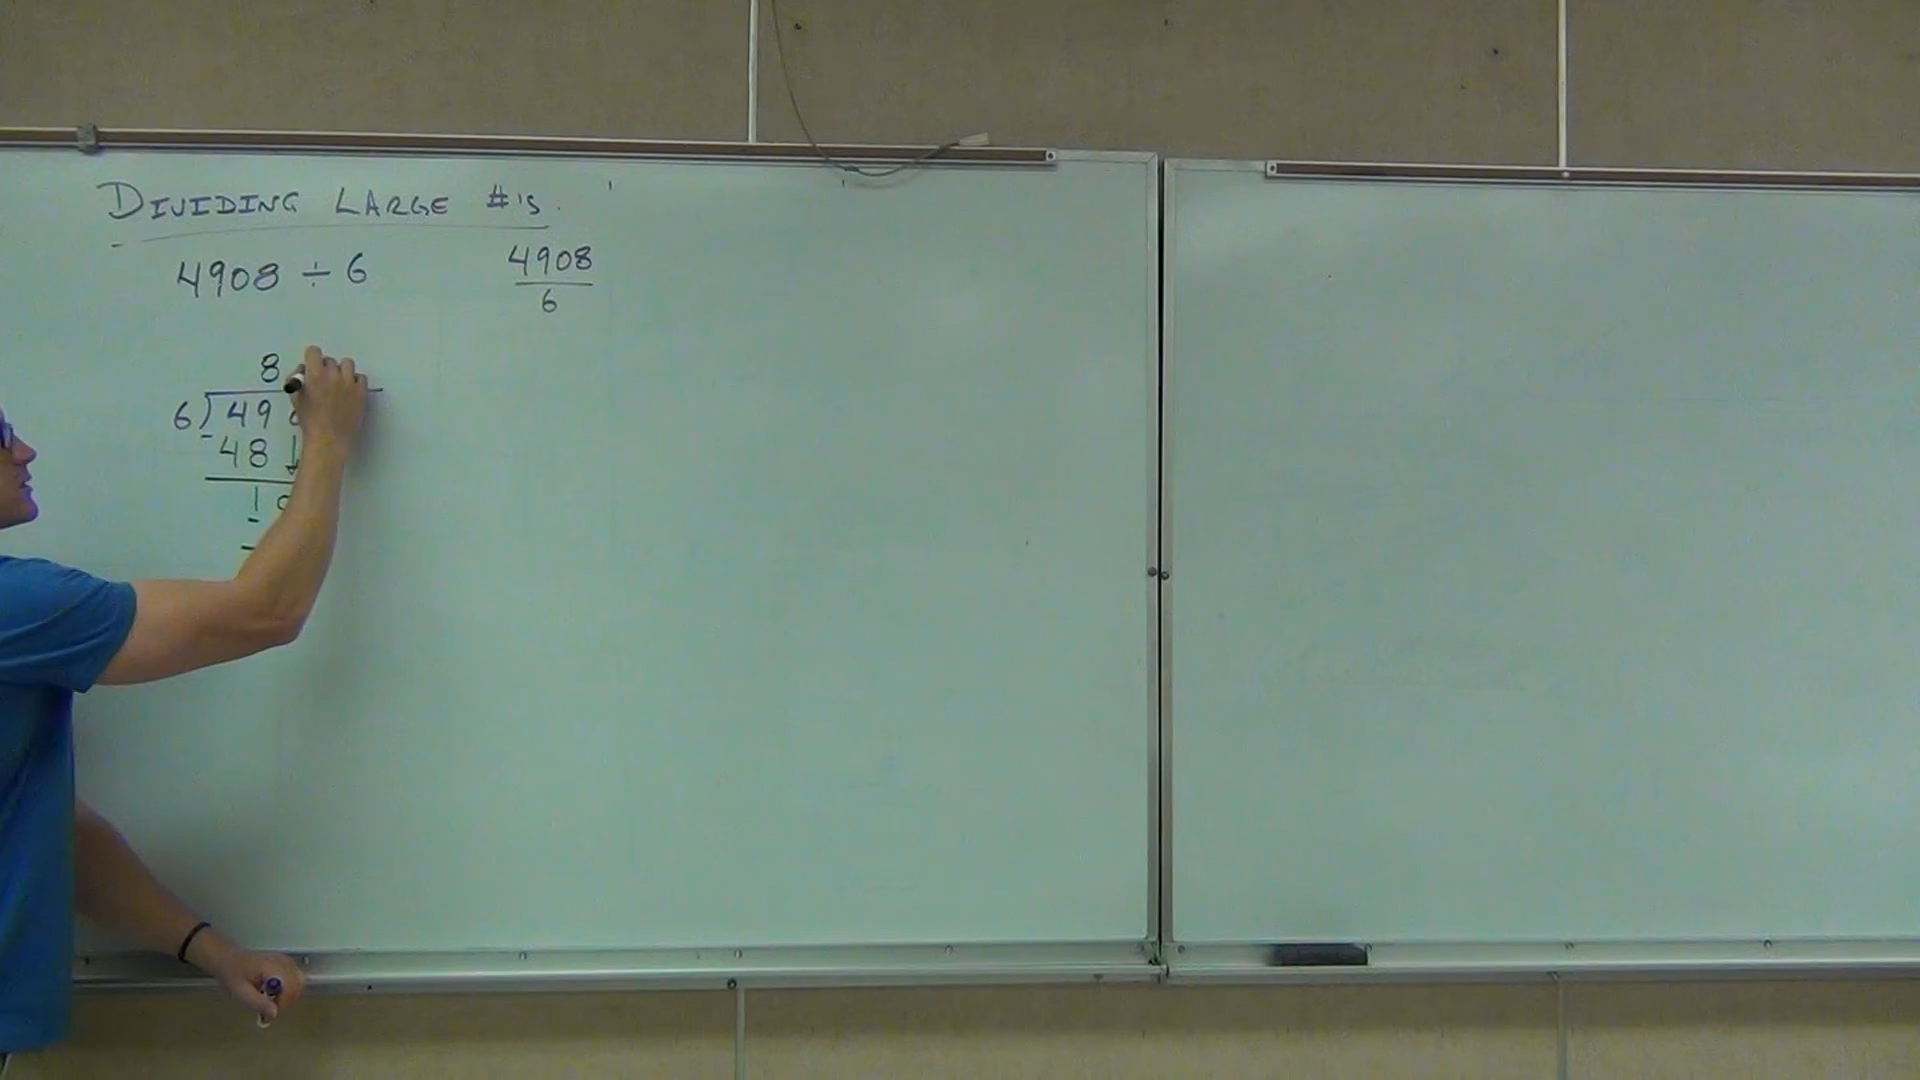 DIVIDING LARGE #'s.
4908 ÷ 6
4908
6
8
6) 49
- 48 ↓
1
-